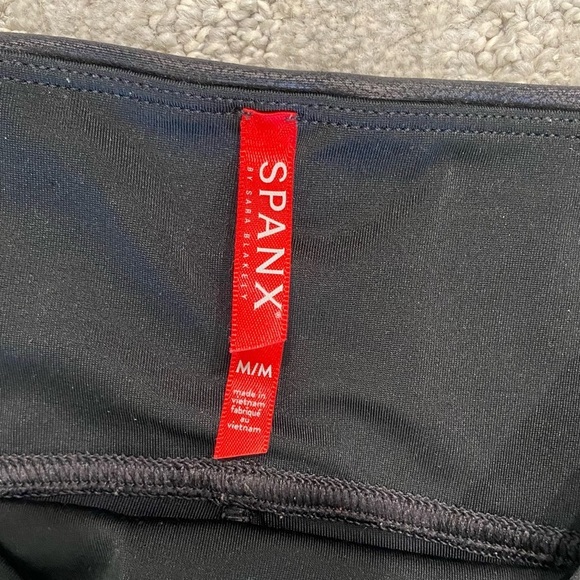 SPANX®
BY SARA BLAKELY
M/M
made in
vietnam
fabriqué
au
vietnam